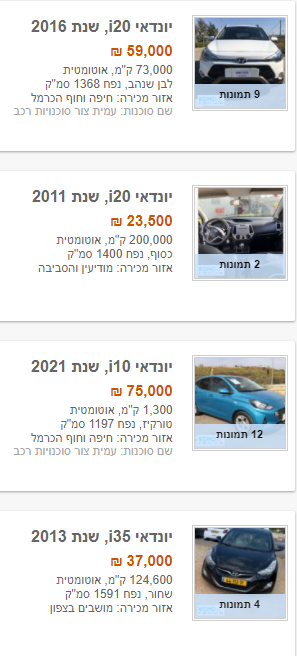 יונדאי i20, שנת 2016
59,000 ₪
73,000 ק"מ, אוטומטית
לבן שנהב, נפח 1368 סמ"ק
אזור מכירה: חיפה וחוף הכרמל
שם סוכנות: עמית צור סוכנויות רכב
9 תמונות
יונדאי i20, שנת 2011
23,500 ₪
200,000 ק"מ, אוטומטית
כסוף, נפח 1400 סמ"ק
אזור מכירה: מודיעין והסביבה
2 תמונות
יונדאי i10, שנת 2021
75,000 ₪
1,300 ק"מ, אוטומטית
טורקיז, נפח 1197 סמ"ק
אזור מכירה: חיפה וחוף הכרמל
שם סוכנות: עמית צור סוכנויות רכב
12 תמונות
יונדאי i35, שנת 2013
37,000 ₪
124,600 ק"מ, אוטומטית
שחור, נפח 1591 סמ"ק
אזור מכירה: מושבים בצפון
4 תמונות